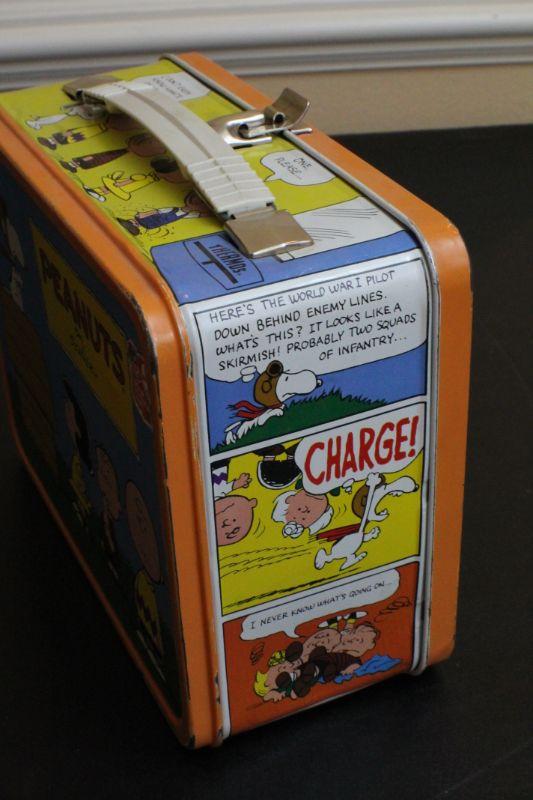 ONE
PLEASE...
THERMOS
PEANUTS
HERE'S THE WORLD WAR I PILOT
DOWN BEHIND ENEMY LINES.
WHAT'S THIS? IT LOOKS LIKE A
SKIRMISH! PROBABLY TWO SQUADS
OF INFANTRY...
CHARGE!
I NEVER KNOW WHAT'S GOING ON...